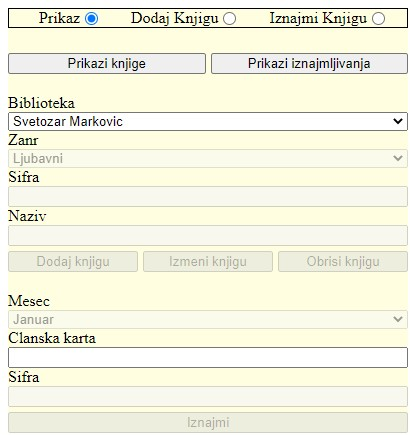 Prikaz Dodaj Knjigu Iznajmi Knjigu
Prikazi knjige Prikazi iznajmljivanja
Biblioteka
Svetozar Markovic
Zanr
Ljubavni
Sifra
Naziv
Dodaj knjigu Izmeni knjigu Obrisi knjigu
Mesec
Januar
Clanska karta
Sifra
Iznajmi